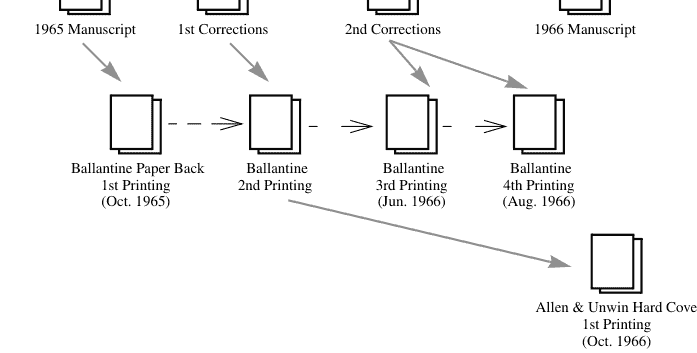 1965 Manuscript
1st Corrections
2nd Corrections
1966 Manuscript
Ballantine Paper Back
1st Printing
(Oct. 1965)
Ballantine
2nd Printing
Ballantine
3rd Printing
(Jun. 1966)
Ballantine
4th Printing
(Aug. 1966)
Allen & Unwin Hard Cove
1st Printing
(Oct. 1966)